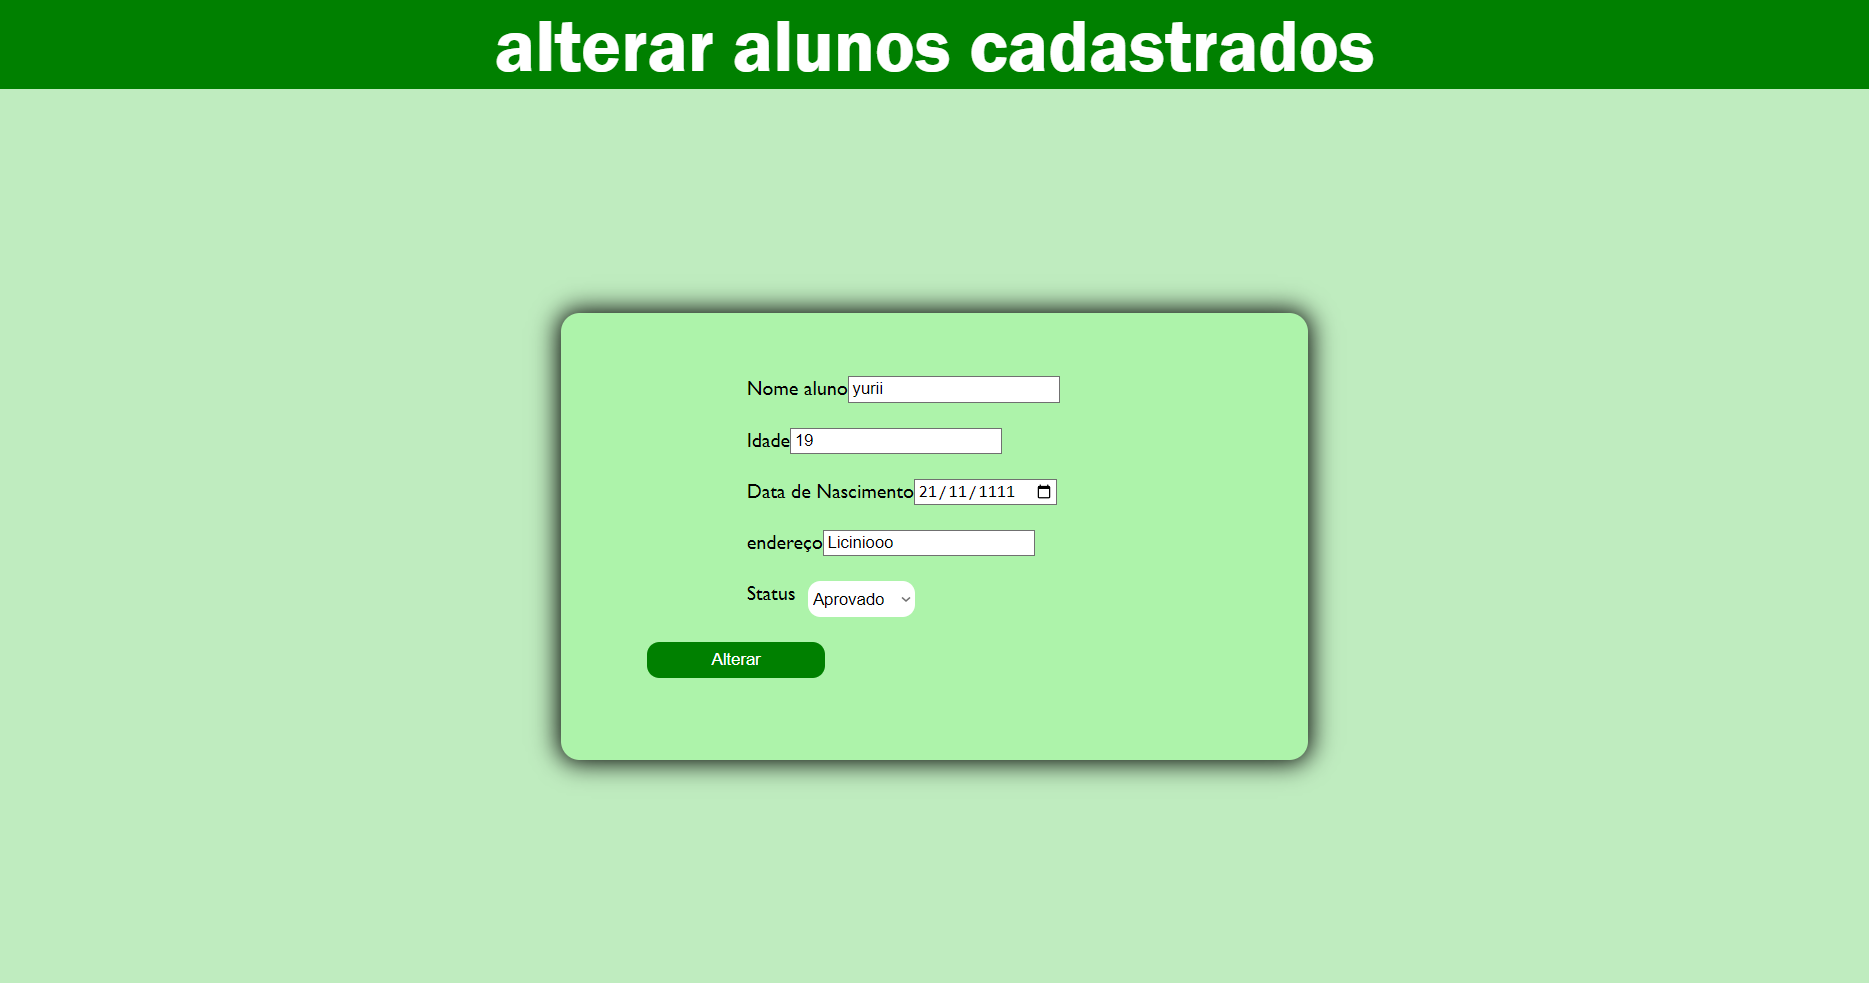 alterar alunos cadastrados
Nome aluno yurii
Idade 19
Data de Nascimento 21/11/1111
endereço Liciniooo
Status Aprovado
Alterar